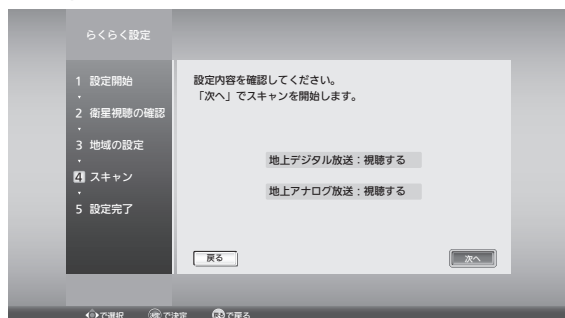 らくらく設定
1 設定開始
2 衛星視聴の確認
3 地域の設定
4 スキャン
5 設定完了
設定内容を確認してください。
「次へ」でスキャンを開始します。
地上デジタル放送：視聴する
地上アナログ放送：視聴する
戻る
次へ
で選択 決定で決定 戻るで戻る